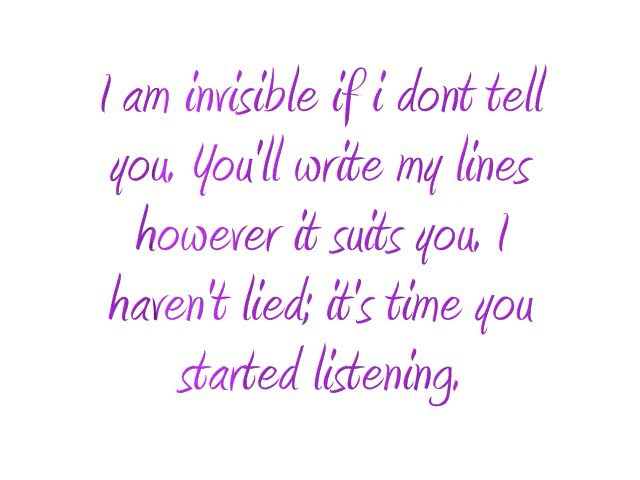 I am invisible if i dont tell
you. You'll write my lines
however it suits you. I
haven't lied; it's time you
started listening.